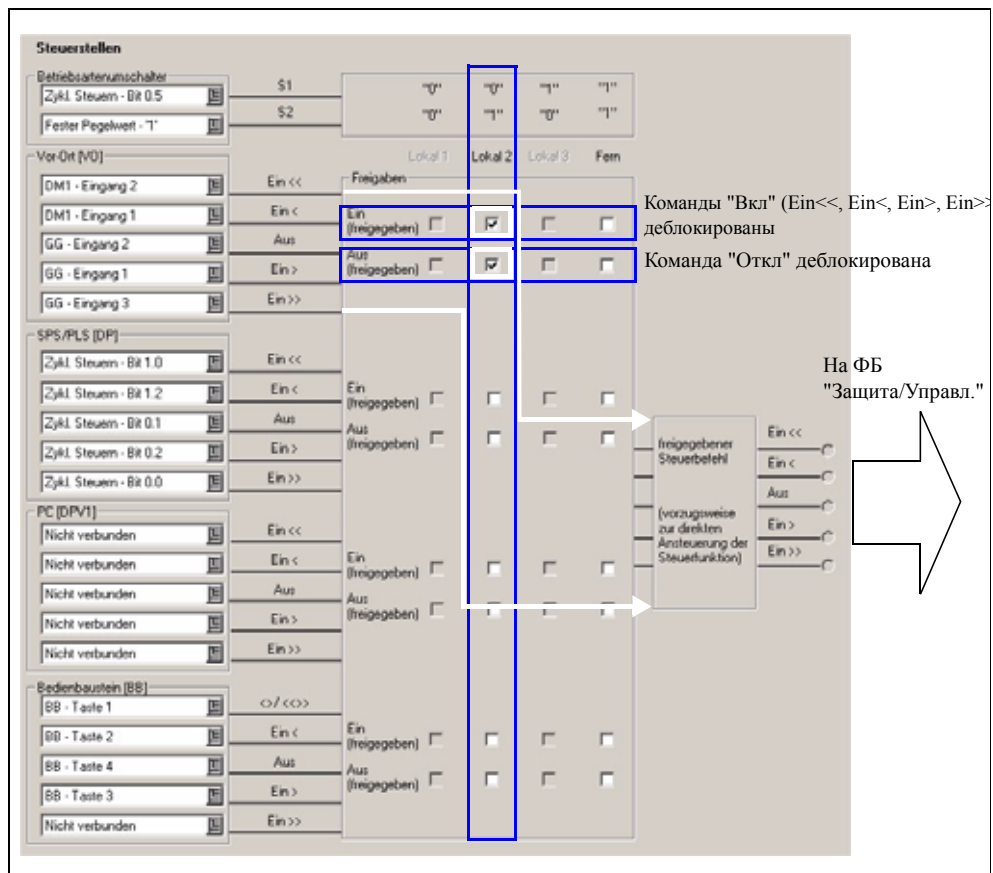 Steuerstellen
Betriebsartenumschalter
Zykl. Steuern - Bit 0.5
S1
"0" "0" "1" "1"
Fester Pegelwert - "1"
S2
"0" "1" "0" "1"
Vor-Ort [VO]
Lokal 1 Lokal 2 Lokal 3 Fern
Freigaben
DM1 - Eingang 2
Ein <<
DM1 - Eingang 1
Ein <
Ein
(freigegeben)
Команды "Вкл" (Ein<<, Ein<, Ein>, Ein>>
деблокированы
GG - Eingang 2
Aus
GG - Eingang 1
Ein >
Aus
(freigegeben)
Команда "Откл" деблокирована
GG - Eingang 3
Ein >>
SPS/PLS [DP]
Zykl. Steuern - Bit 1.0
Ein <<
Zykl. Steuern - Bit 1.2
Ein <
Ein
(freigegeben)
Zykl. Steuern - Bit 0.1
Aus
Aus
(freigegeben)
Zykl. Steuern - Bit 0.2
Ein >
Zykl. Steuern - Bit 0.0
Ein >>
На ФБ
"Защита/Управл."
freigegebener
Steuerbefehl
(vorzugsweise
zur direkten
Ansteuerung der
Steuerfunktion)
Ein <<
Ein <
Aus
Ein >
Ein >>
PC [DPV1]
Nicht verbunden
Ein <<
Nicht verbunden
Ein <
Ein
(freigegeben)
Nicht verbunden
Aus
Aus
(freigegeben)
Nicht verbunden
Ein >
Nicht verbunden
Ein >>
Bedienbaustein [BB]
BB - Taste 1
<>/<<>>
BB - Taste 2
Ein <
Ein
(freigegeben)
BB - Taste 4
Aus
Aus
(freigegeben)
BB - Taste 3
Ein >
Nicht verbunden
Ein >>